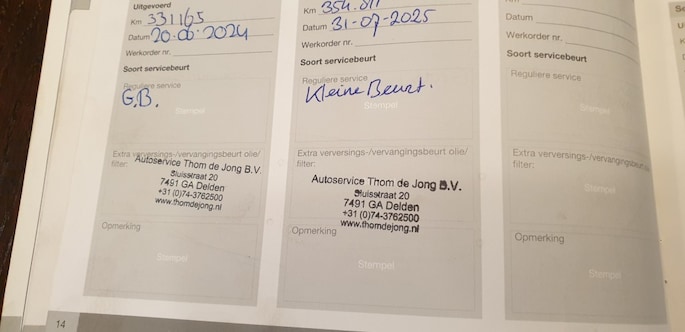 Uitgevoerd
Km 331165
Datum 20.06.2024
Werkorder nr.
Soort servicebeurt
Reguliere service
G.B.
Stempel
Extra verversings-/vervangingsbeurt olie/
filter:
Autoservice Thom de Jong B.V.
Sluisstraat 20
7491 GA Delden
+31 (0)74-3762500
www.thomdejong.nl
Opmerking
Stempel
14
Km 354.011
Datum 31-07-2025
Werkorder nr.
Soort servicebeurt
Reguliere service
Kleine Beurt.
Stempel
Extra verversings-/vervangingsbeurt olie/
filter:
Autoservice Thom de Jong B.V.
Sluisstraat 20
7491 GA Delden
+31 (0)74-3762500
www.thomdejong.nl
Opmerking
Stempel
Datum
Werkorder nr.
Soort servicebeurt
Reguliere service
Stempel
Extra verversings-/vervangingsbeurt
filter:
Opmerking
Stempel